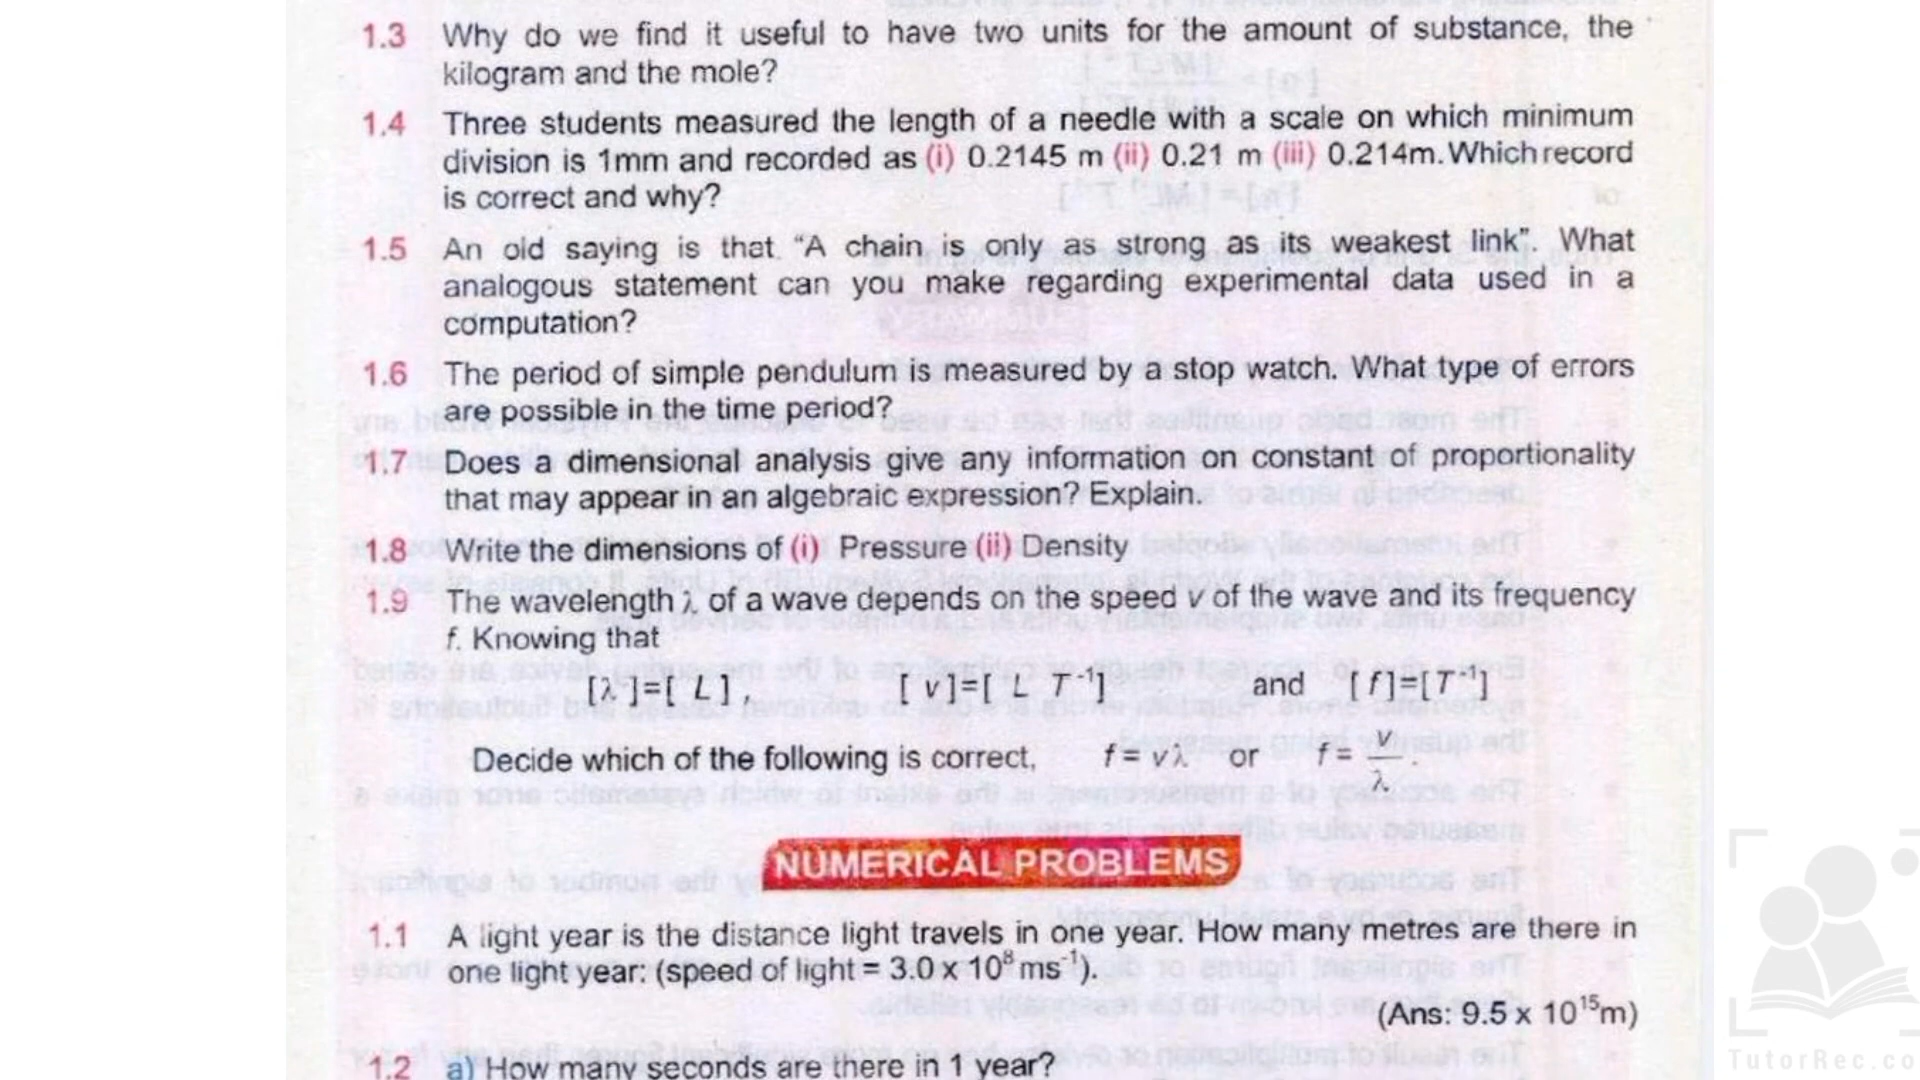 1.3 Why do we find it useful to have two units for the amount of substance, the
kilogram and the mole?
1.4 Three students measured the length of a needle with a scale on which minimum
division is 1mm and recorded as (i) 0.2145 m (ii) 0.21 m (iii) 0.214m. Which record
is correct and why?
1.5 An old saying is that "A chain is only as strong as its weakest link". What
analogous statement can you make regarding experimental data used in a
computation?
1.6 The period of simple pendulum is measured by a stop watch. What type of errors
are possible in the time period?
1.7 Does a dimensional analysis give any information on constant of proportionality
that may appear in an algebraic expression? Explain.
1.8 Write the dimensions of (i) Pressure (ii) Density
1.9 The wavelength λ of a wave depends on the speed v of the wave and its frequency
f. Knowing that
[λ]=[ L ], [ v ]=[ L T⁻¹] and [ f ]=[T⁻¹]
Decide which of the following is correct, f = vλ or f = v/λ.
NUMERICAL PROBLEMS
1.1 A light year is the distance light travels in one year. How many metres are there in
one light year: (speed of light = 3.0 x 10⁸ ms⁻¹).
(Ans: 9.5 x 10¹⁵m)
1.2 a) How many seconds are there in 1 year?
TutorRec.co